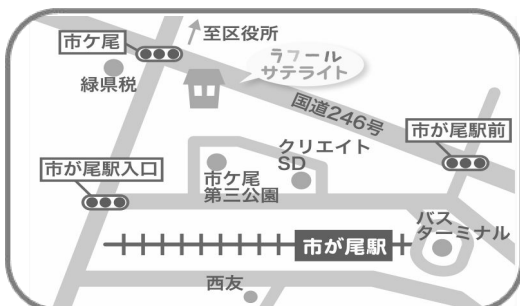 市ケ尾
至区役所
緑県税
ラフール
サテライト
国道246号
市が尾駅前
クリエイト
SD
市が尾駅入口
市ケ尾
第三公園
バス
ターミナル
市が尾駅
西友